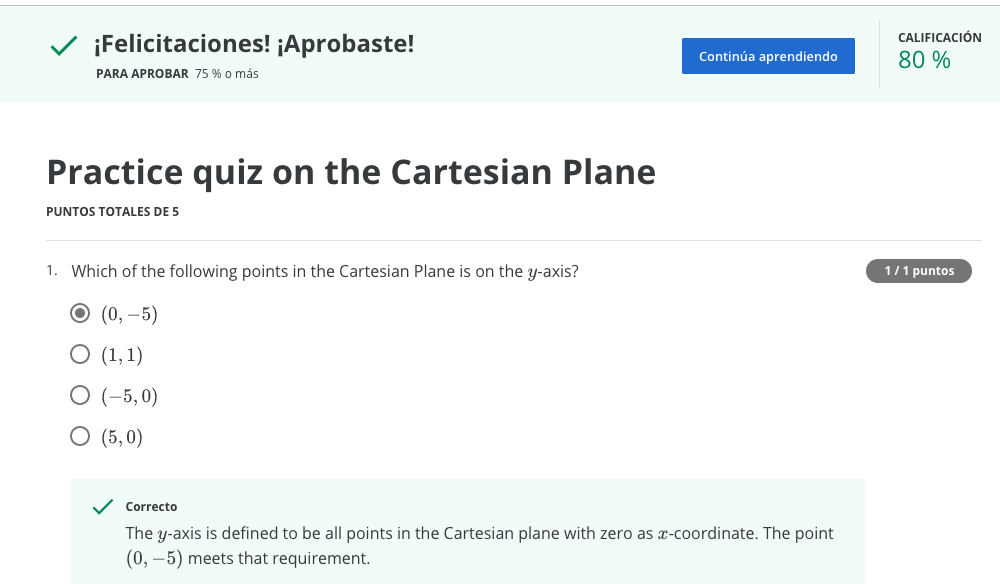 ¡Felicitaciones! ¡Aprobaste!
PARA APROBAR 75 % o más
Continúa aprendiendo
CALIFICACIÓN
80 %
Practice quiz on the Cartesian Plane
PUNTOS TOTALES DE 5
1. Which of the following points in the Cartesian Plane is on the y-axis?
1 / 1 puntos
(0, −5)
(1, 1)
(−5, 0)
(5, 0)
Correcto
The y-axis is defined to be all points in the Cartesian plane with zero as x-coordinate. The point
(0, −5) meets that requirement.